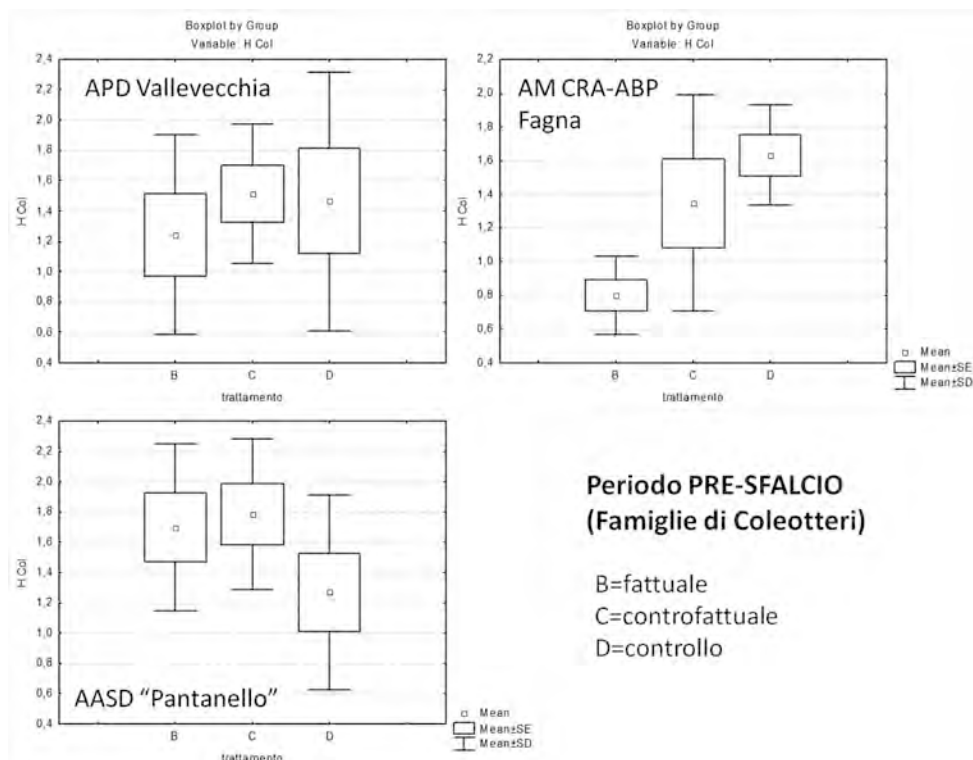 Boxplot by Group
Variable: H Col
2,4
2,2
2,0
1,8
1,6
1,4
1,2
1,0
0,8
0,6
0,4
H Col
APD Vallevecchia
B
C
D
trattamento
Boxplot by Group
Variable: H Col
2,2
2,0
1,8
1,6
1,4
1,2
1,0
0,8
0,6
0,4
H Col
AM CRA-ABP
Fagna
B
C
D
trattamento
Mean
Mean±SE
Mean±SD
2,4
2,2
2,0
1,8
1,6
1,4
1,2
1,0
0,8
0,6
0,4
H Col
AASD “Pantanello”
B
C
D
trattamento
Mean
Mean±SE
Mean±SD
Periodo PRE-SFALCIO
(Famiglie di Coleotteri)
B=fattuale
C=controfattuale
D=controllo